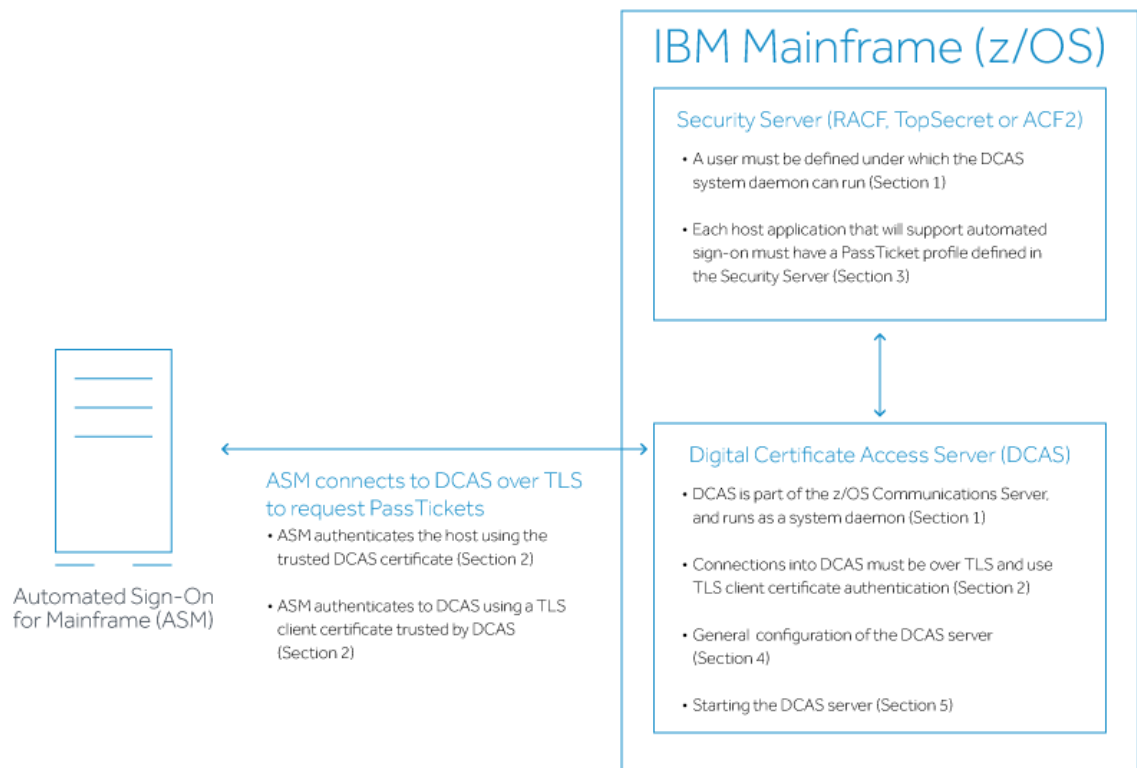 IBM Mainframe (z/OS)
Security Server (RACF, TopSecret or ACF2)
• A user must be defined under which the DCAS
system daemon can run (Section 1)
• Each host application that will support automated
sign-on must have a PassTicket profile defined in
the Security Server (Section 3)
Automated Sign-On
for Mainframe (ASM)
ASM connects to DCAS over TLS
to request PassTickets
• ASM authenticates the host using the
trusted DCAS certificate (Section 2)
• ASM authenticates to DCAS using a TLS
client certificate trusted by DCAS
(Section 2)
Digital Certificate Access Server (DCAS)
• DCAS is part of the z/OS Communications Server,
and runs as a system daemon (Section 1)
• Connections into DCAS must be over TLS and use
TLS client certificate authentication (Section 2)
• General configuration of the DCAS server
(Section 4)
• Starting the DCAS server (Section 5)